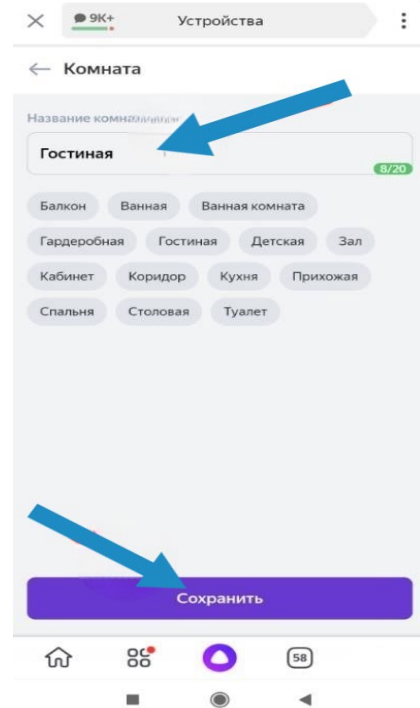 9K+ Устройства
Комната
Название
Гостиная
8/20
Балкон Ванная Ванная комната
Гардеробная Гостиная Детская Зал
Кабинет Коридор Кухня Прихожая
Спальня Столовая Туалет
Сохранить
58